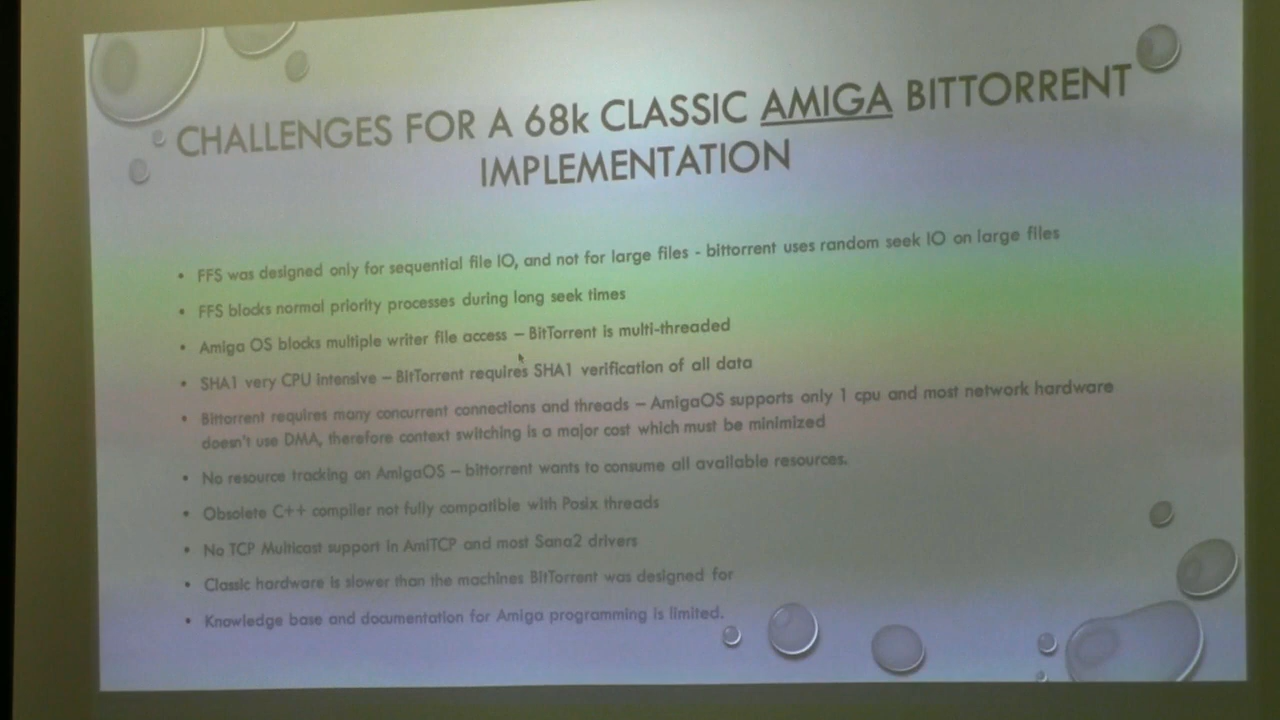 CHALLENGES FOR A 68k CLASSIC AMIGA BITTORRENT
IMPLEMENTATION
• FFS was designed only for sequential file IO, and not for large files - bittorrent uses random seek IO on large files
• FFS blocks normal priority processes during long seek times
• Amiga OS blocks multiple writer file access – BitTorrent is multi-threaded
• SHA1 very CPU intensive – BitTorrent requires SHA1 verification of all data
• Bittorrent requires many concurrent connections and threads – AmigaOS supports only 1 cpu and most network hardware
doesn't use DMA, therefore context switching is a major cost which must be minimized
• No resource tracking on AmigaOS – bittorrent wants to consume all available resources.
• Obsolete C++ compiler not fully compatible with Posix threads
• No TCP Multicast support in AmiTCP and most Sana2 drivers
• Classic hardware is slower than the machines BitTorrent was designed for
• Knowledge base and documentation for Amiga programming is limited.